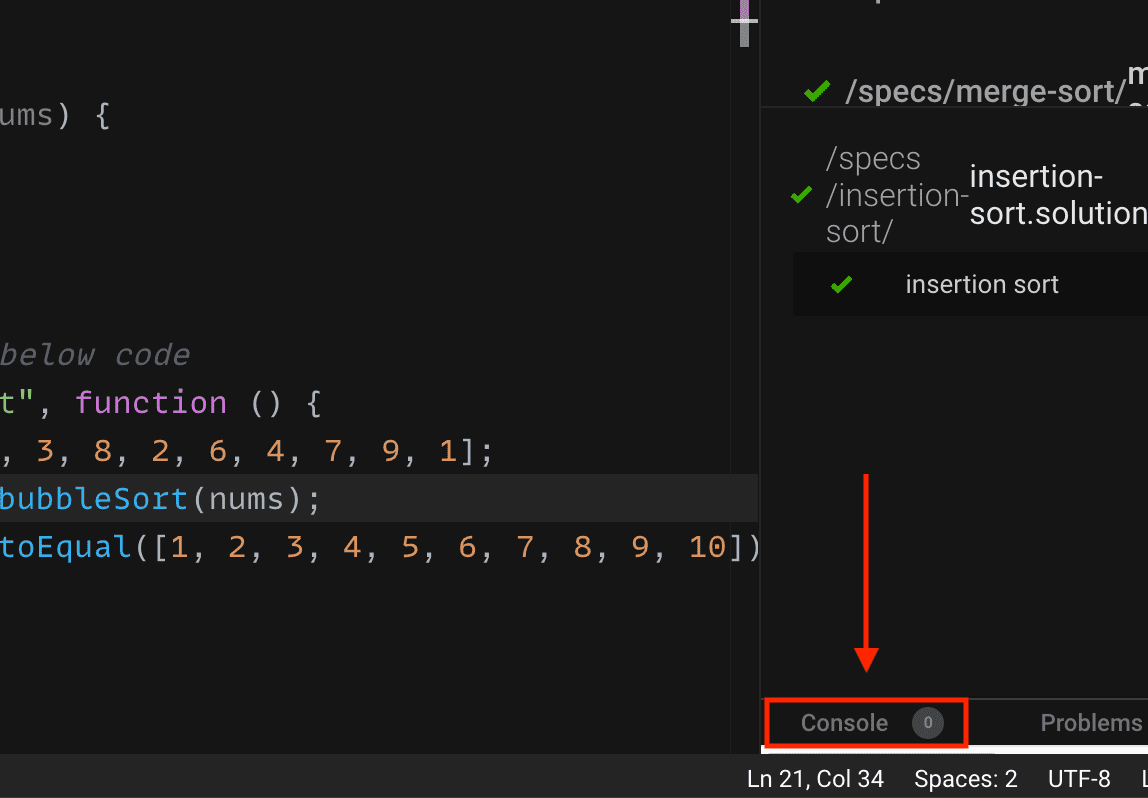 ums) {
below code
t", function () {
, 3, 8, 2, 6, 4, 7, 9, 1];
bubbleSort(nums);
toEqual([1, 2, 3, 4, 5, 6, 7, 8, 9, 10])
/specs/merge-sort/
/specs
/insertion-
sort/
insertion-
sort.solution
insertion sort
Console 0
Problems
Ln 21, Col 34 Spaces: 2 UTF-8